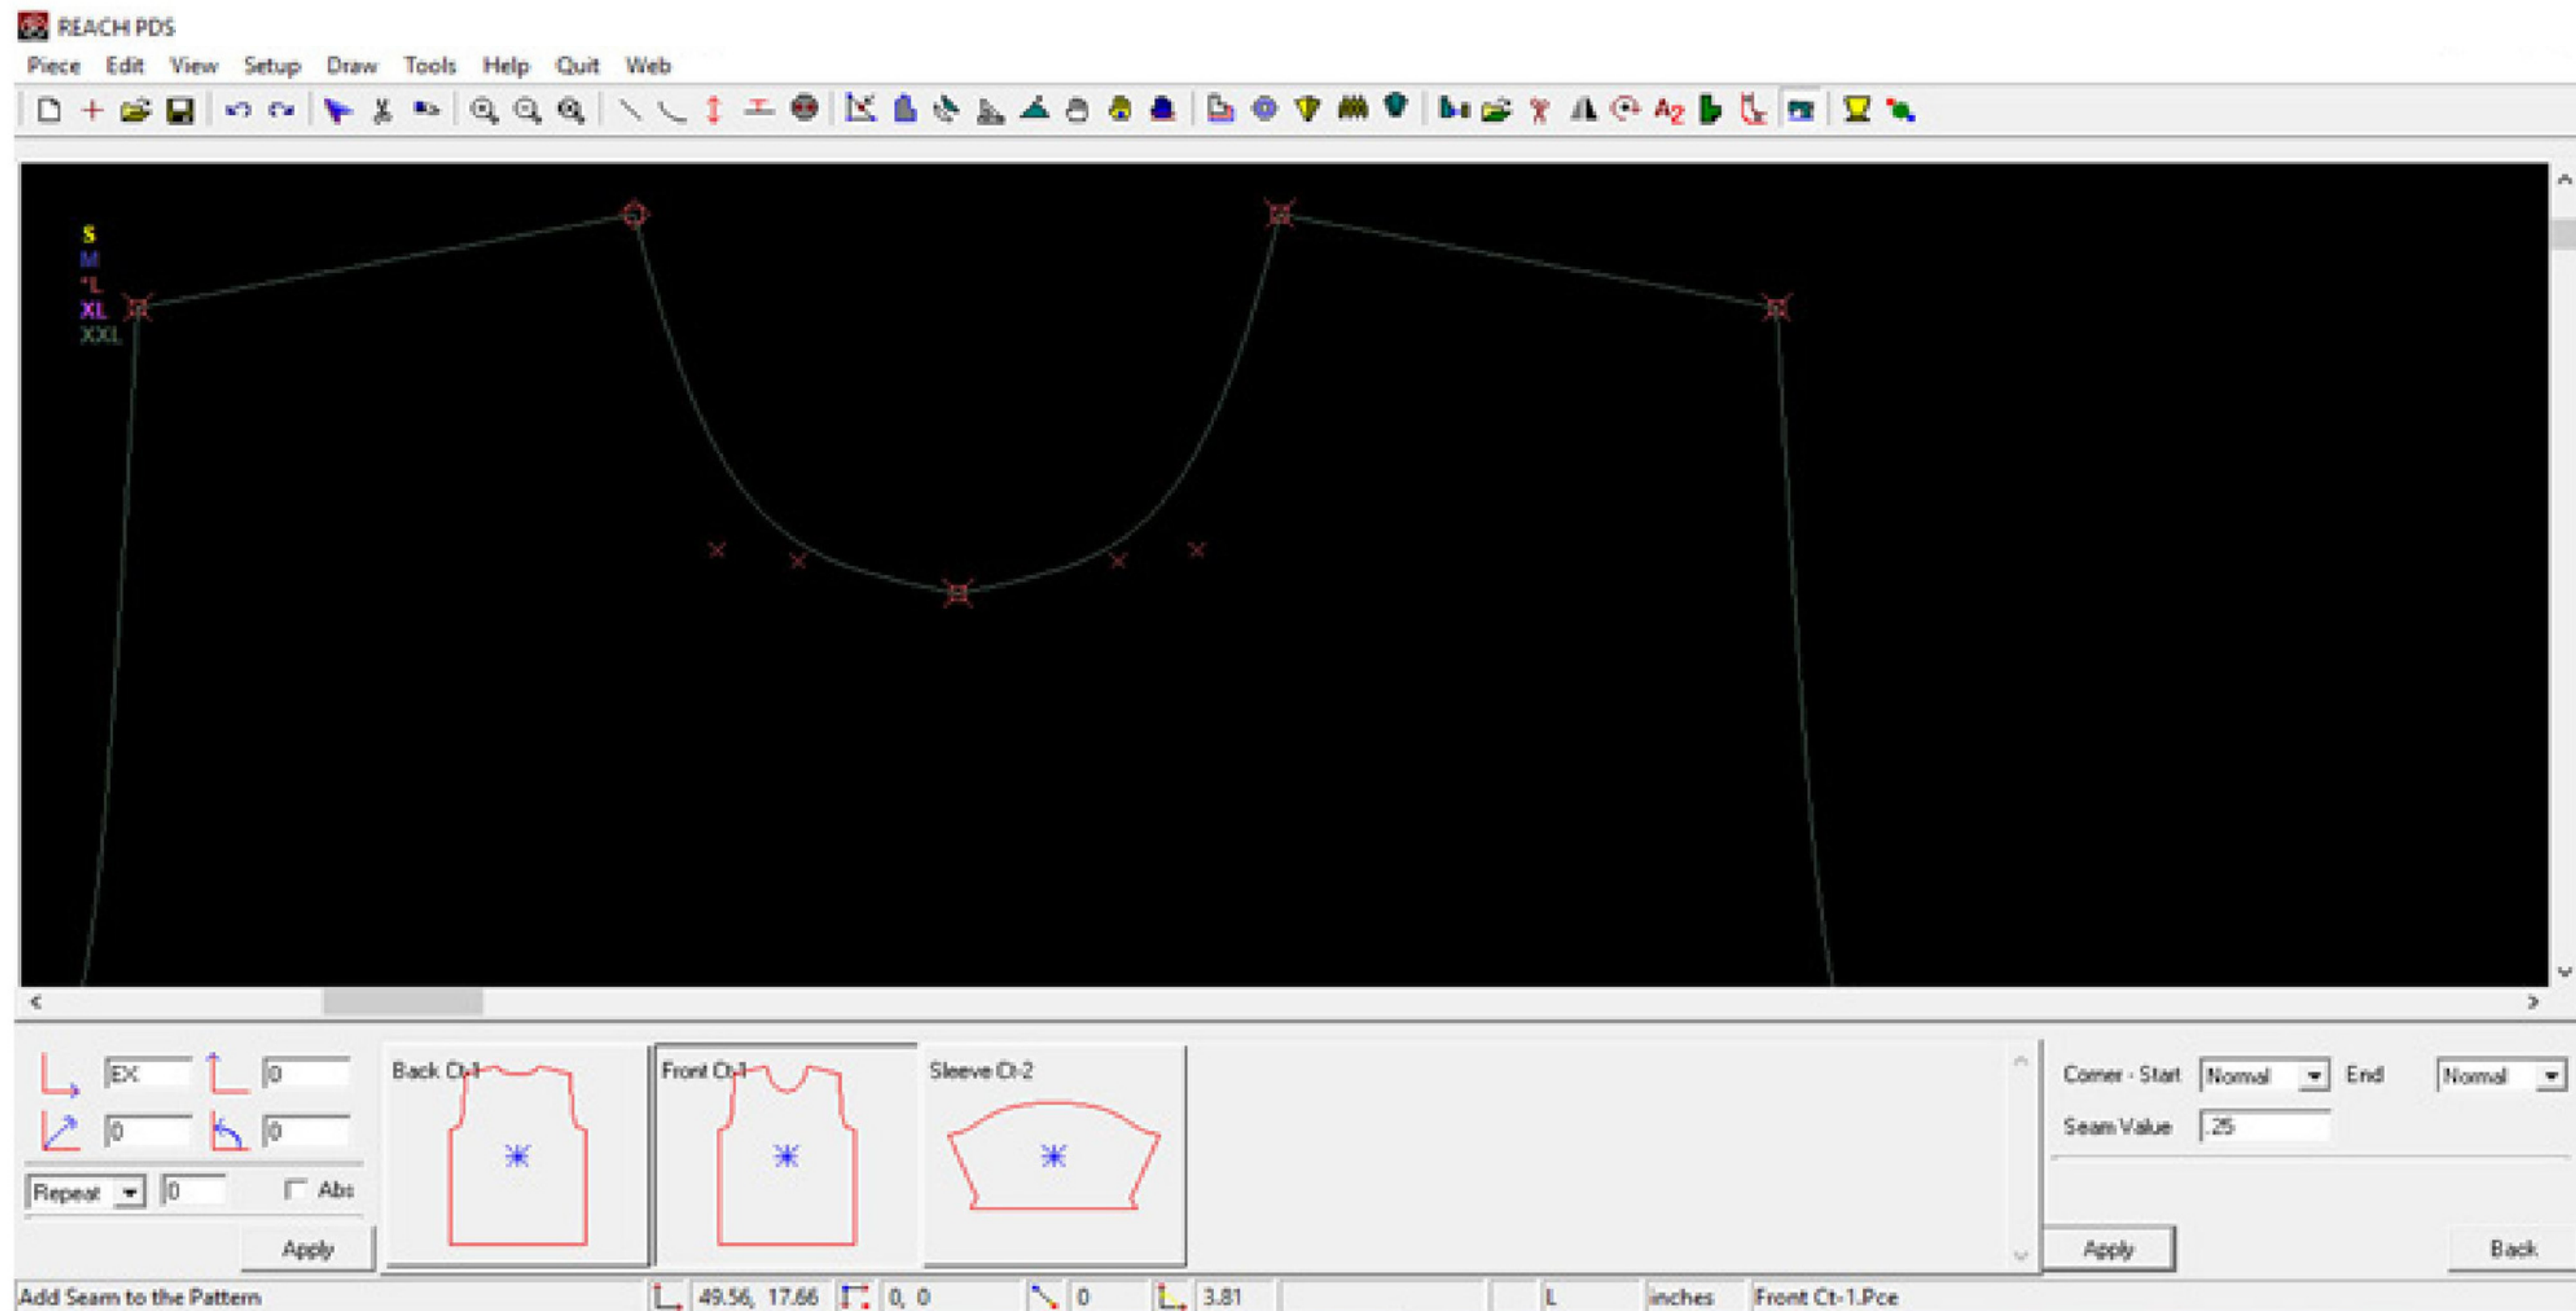 REACH PDS
Piece Edit View Setup Draw Tools Help Quit Web
A2
S
M
*L
XL
XXL
EX 0
0 0
Repeat 0 Abs
Apply
Back Ct-1
Front Ct-1
Sleeve Ct-2
Corner - Start Normal End Normal
Seam Value .25
Apply Back
Add Seam to the Pattern 49.56, 17.66 0, 0 0 3.81 L inches Front Ct-1.Pce